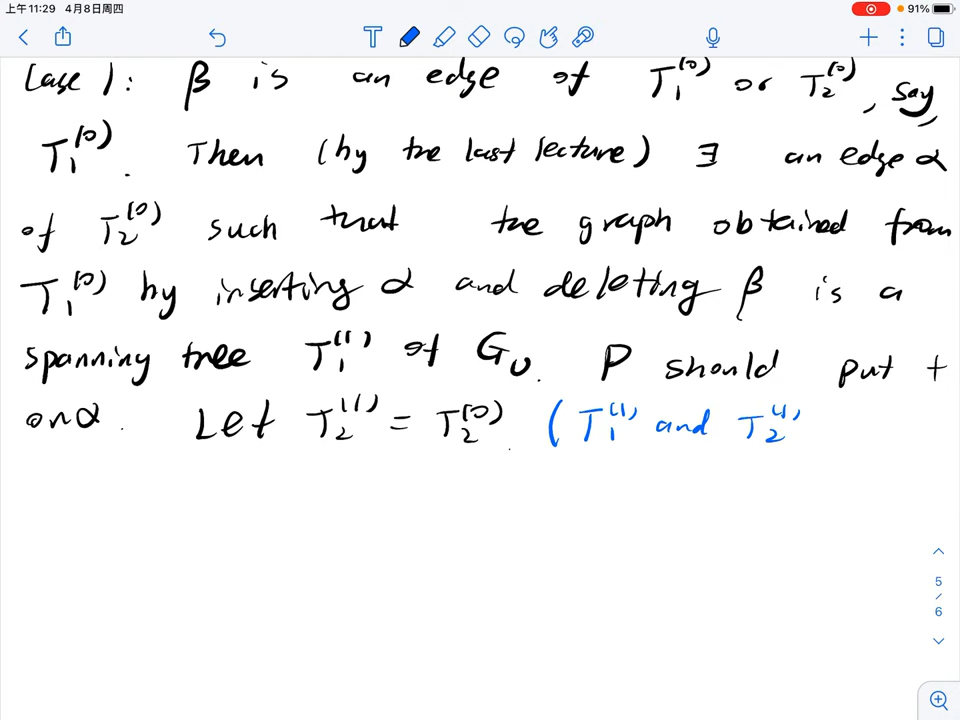 上午11:29 4月8日周四
91%
Case 1: β is an edge of T₁⁽⁰⁾ or T₂⁽⁰⁾, say,
T₁⁽⁰⁾. Then (by the last lecture) ∃ an edge α
of T₂⁽⁰⁾ such that the graph obtained from
T₁⁽⁰⁾ by inserting α and deleting β is a
spanning tree T₁⁽¹⁾ of G₀. P should put +
on α. Let T₂⁽¹⁾ = T₂⁽⁰⁾ (T₁⁽¹⁾ and T₂⁽¹⁾
5
/
6